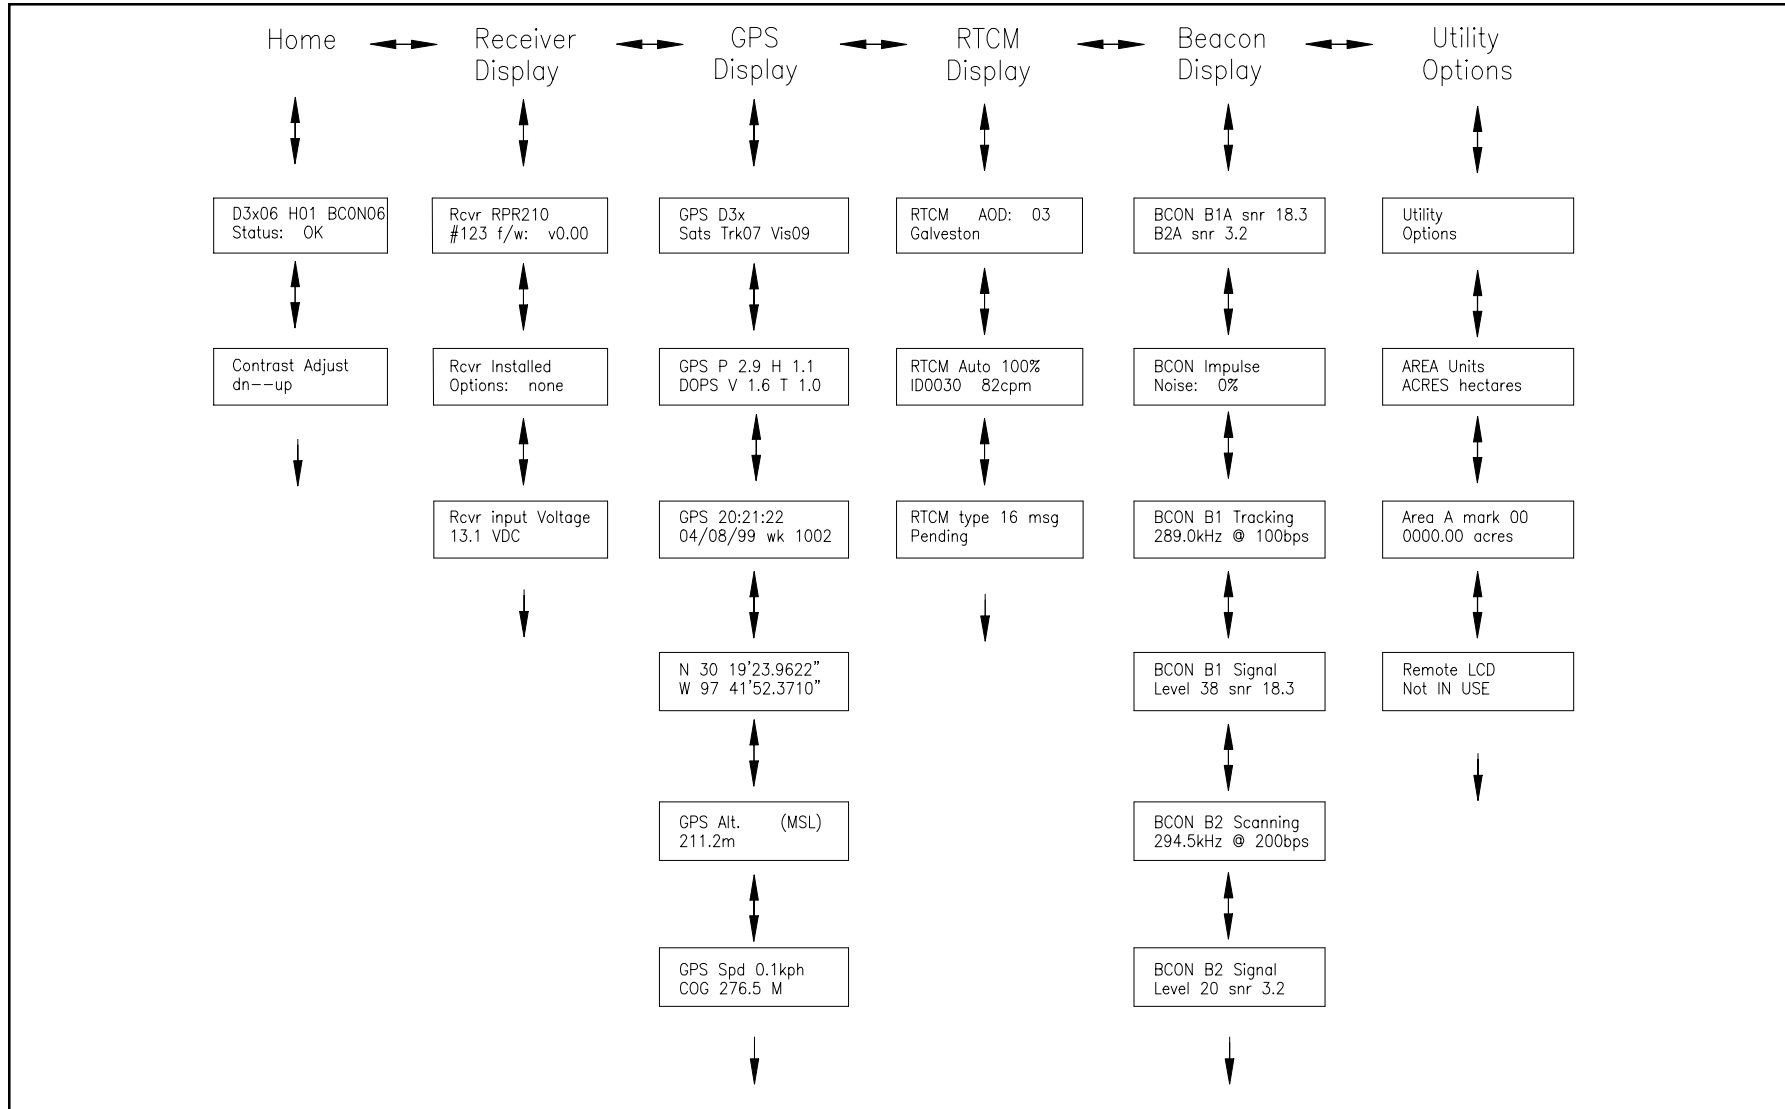 Home
Receiver
Display
GPS
Display
RTCM
Display
Beacon
Display
Utility
Options
D3x06 H01 BCON06
Status: OK
Contrast Adjust
dn--up
Rcvr RPR210
#123 f/w: v0.00
Rcvr Installed
Options: none
Rcvr input Voltage
13.1 VDC
GPS D3x
Sats Trk07 Vis09
GPS P 2.9 H 1.1
DOPS V 1.6 T 1.0
GPS 20:21:22
04/08/99 wk 1002
N 30 19'23.9622"
W 97 41'52.3710"
GPS Alt. (MSL)
211.2m
GPS Spd 0.1kph
COG 276.5 M
RTCM AOD: 03
Galveston
RTCM Auto 100%
ID0030 82cpm
RTCM type 16 msg
Pending
BCON B1A snr 18.3
B2A snr 3.2
BCON Impulse
Noise: 0%
BCON B1 Tracking
289.0kHz @ 100bps
BCON B1 Signal
Level 38 snr 18.3
BCON B2 Scanning
294.5kHz @ 200bps
BCON B2 Signal
Level 20 snr 3.2
Utility
Options
AREA Units
ACRES hectares
Area A mark 00
0000.00 acres
Remote LCD
Not IN USE